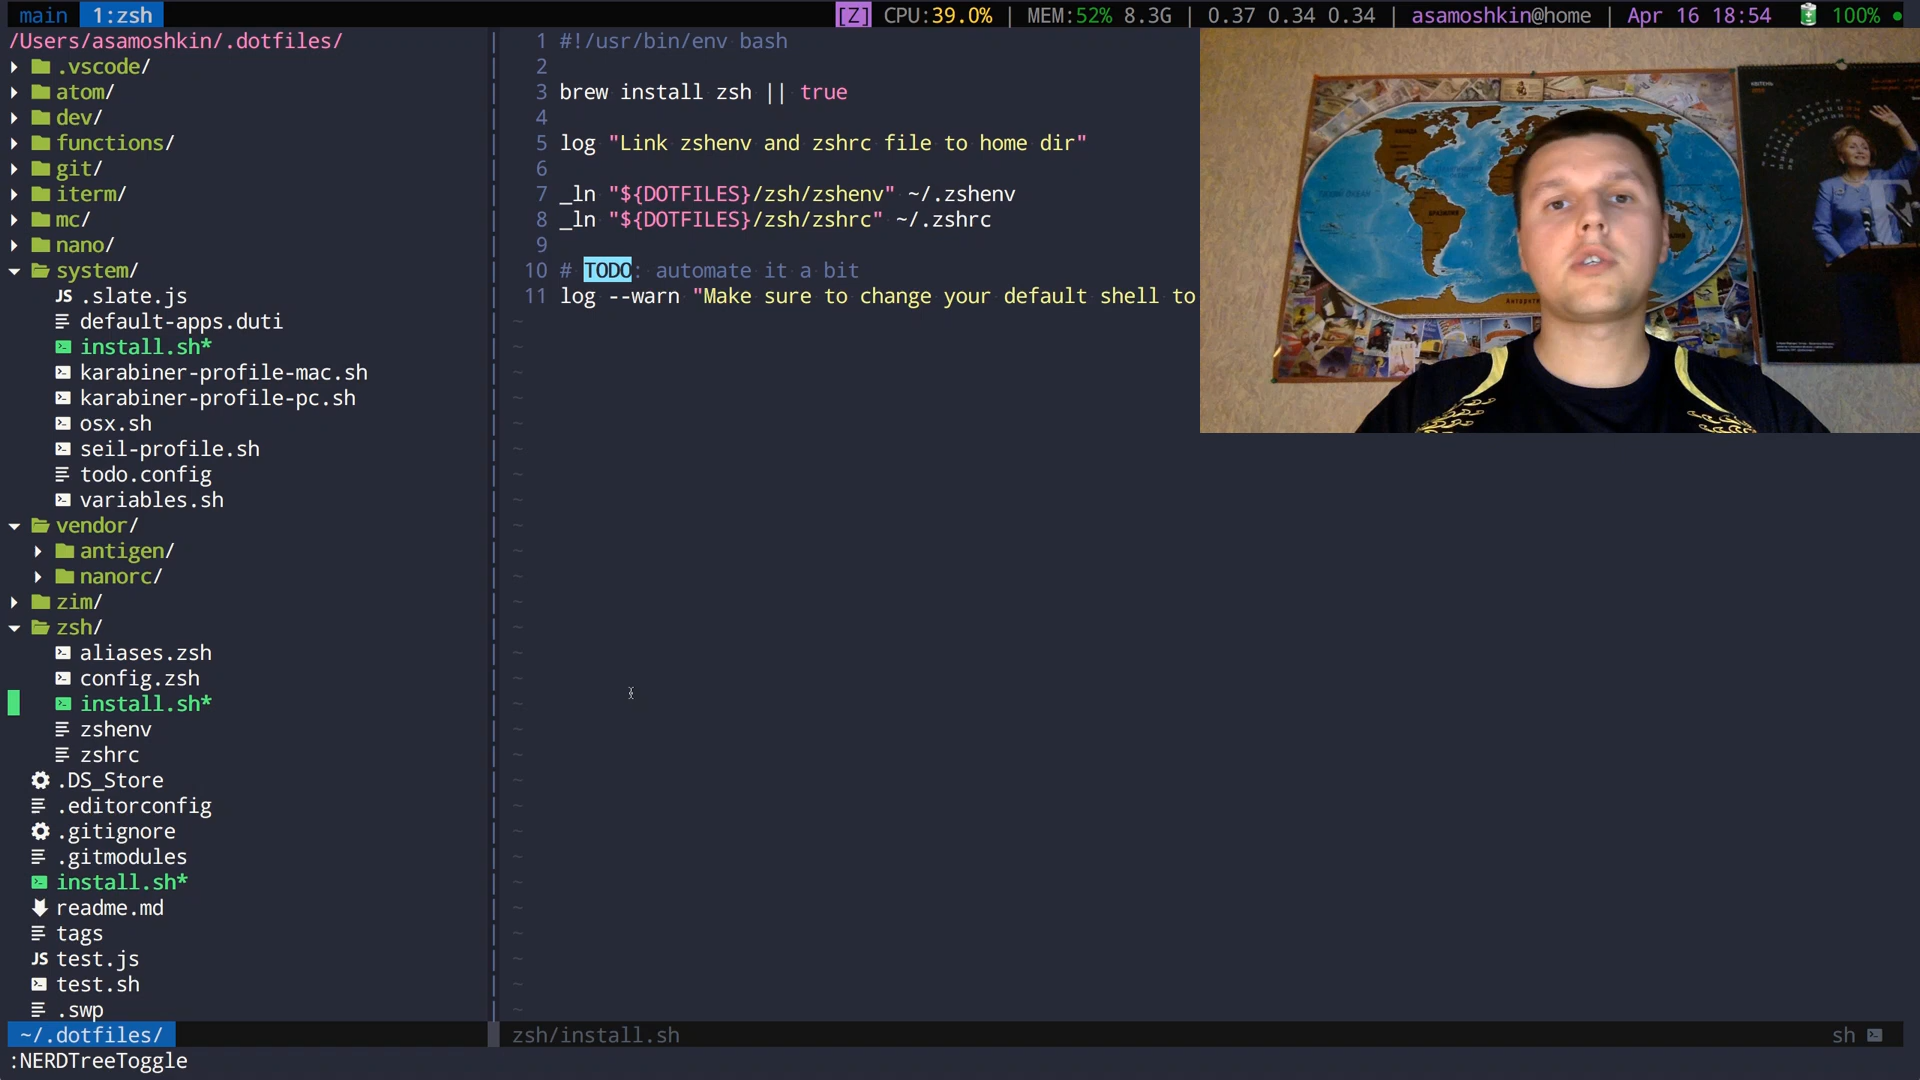 main 1:zsh [Z] CPU:39.0% | MEM:52% 8.3G | 0.37 0.34 0.34 | asamoshkin@home | Apr 16 18:54 100%
/Users/asamoshkin/.dotfiles/
.vscode/
atom/
dev/
functions/
git/
iterm/
mc/
nano/
system/
JS .slate.js
default-apps.duti
install.sh*
karabiner-profile-mac.sh
karabiner-profile-pc.sh
osx.sh
seil-profile.sh
todo.config
variables.sh
vendor/
antigen/
nanorc/
zim/
zsh/
aliases.zsh
config.zsh
install.sh*
zshenv
zshrc
.DS_Store
.editorconfig
.gitignore
.gitmodules
install.sh*
readme.md
tags
JS test.js
test.sh
.swp
~/.dotfiles/
:NERDTreeToggle
1 #!/usr/bin/env bash
2
3 brew install zsh || true
4
5 log "Link zshenv and zshrc file to home dir"
6
7 _ln "${DOTFILES}/zsh/zshenv" ~/.zshenv
8 _ln "${DOTFILES}/zsh/zshrc" ~/.zshrc
9
10 # TODO: automate it a bit
11 log --warn "Make sure to change your default shell to
zsh/install.sh sh
КВІТЕНЬ
БРАЗИЛИЯ